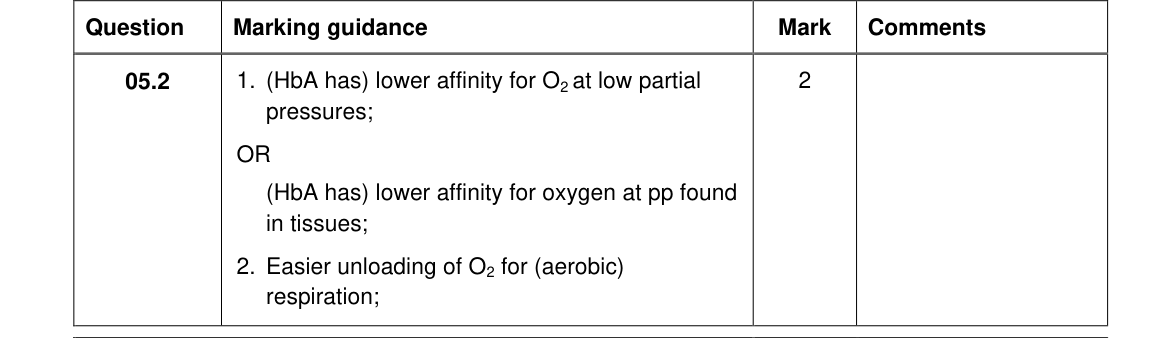 Question Marking guidance Mark Comments
05.2 1. (HbA has) lower affinity for O₂ at low partial 2
pressures;
OR
(HbA has) lower affinity for oxygen at pp found
in tissues;
2. Easier unloading of O₂ for (aerobic)
respiration;